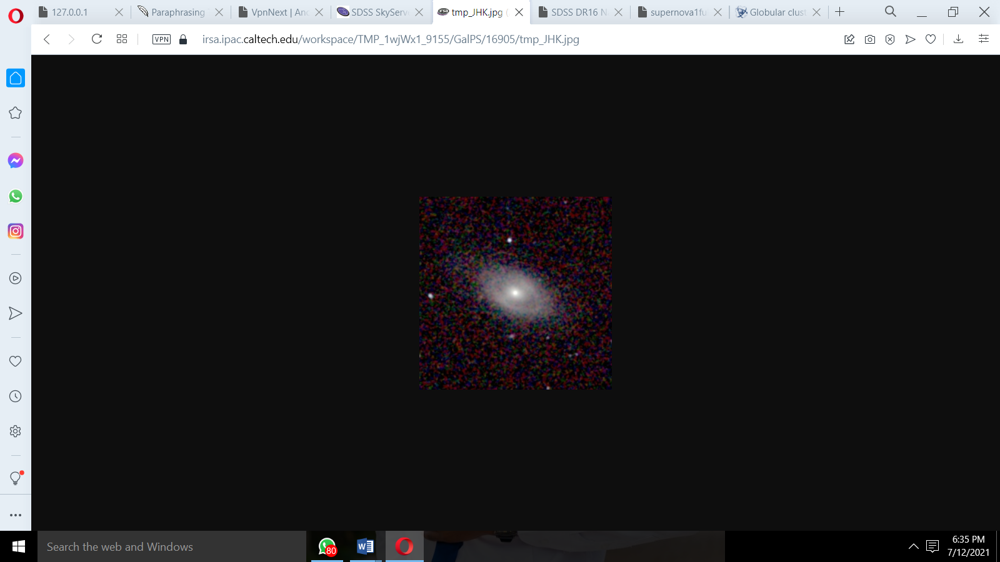 127.0.0.1
Paraphrasing
VpnNext | Anc
SDSS SkyServe
tmp_JHK.jpg (
SDSS DR16 N
supernova1fu
Globular clust
VPN
irsa.ipac.caltech.edu/workspace/TMP_1wjWx1_9155/GalPS/16905/tmp_JHK.jpg
Search the web and Windows
80
W
6:35 PM
7/12/2021